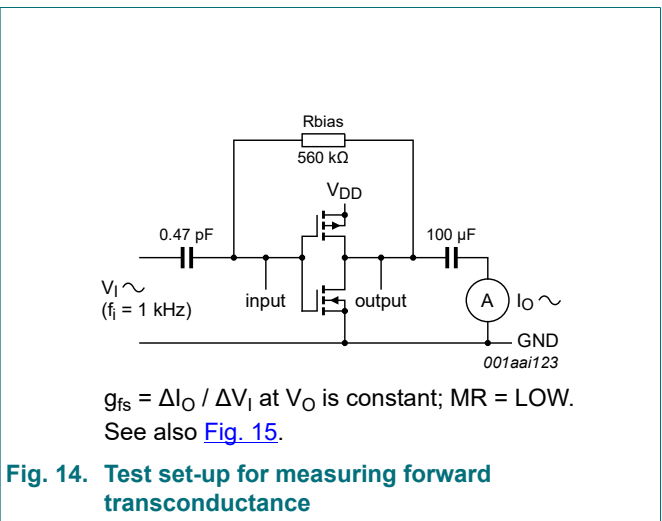 Rbias
560 kΩ
VDD
0.47 pF
100 µF
VI
(fi = 1 kHz)
input
output
A
IO
GND
001aai123
gfs = ΔIO / ΔVI at VO is constant; MR = LOW.
See also Fig. 15.
Fig. 14. Test set-up for measuring forward
transconductance